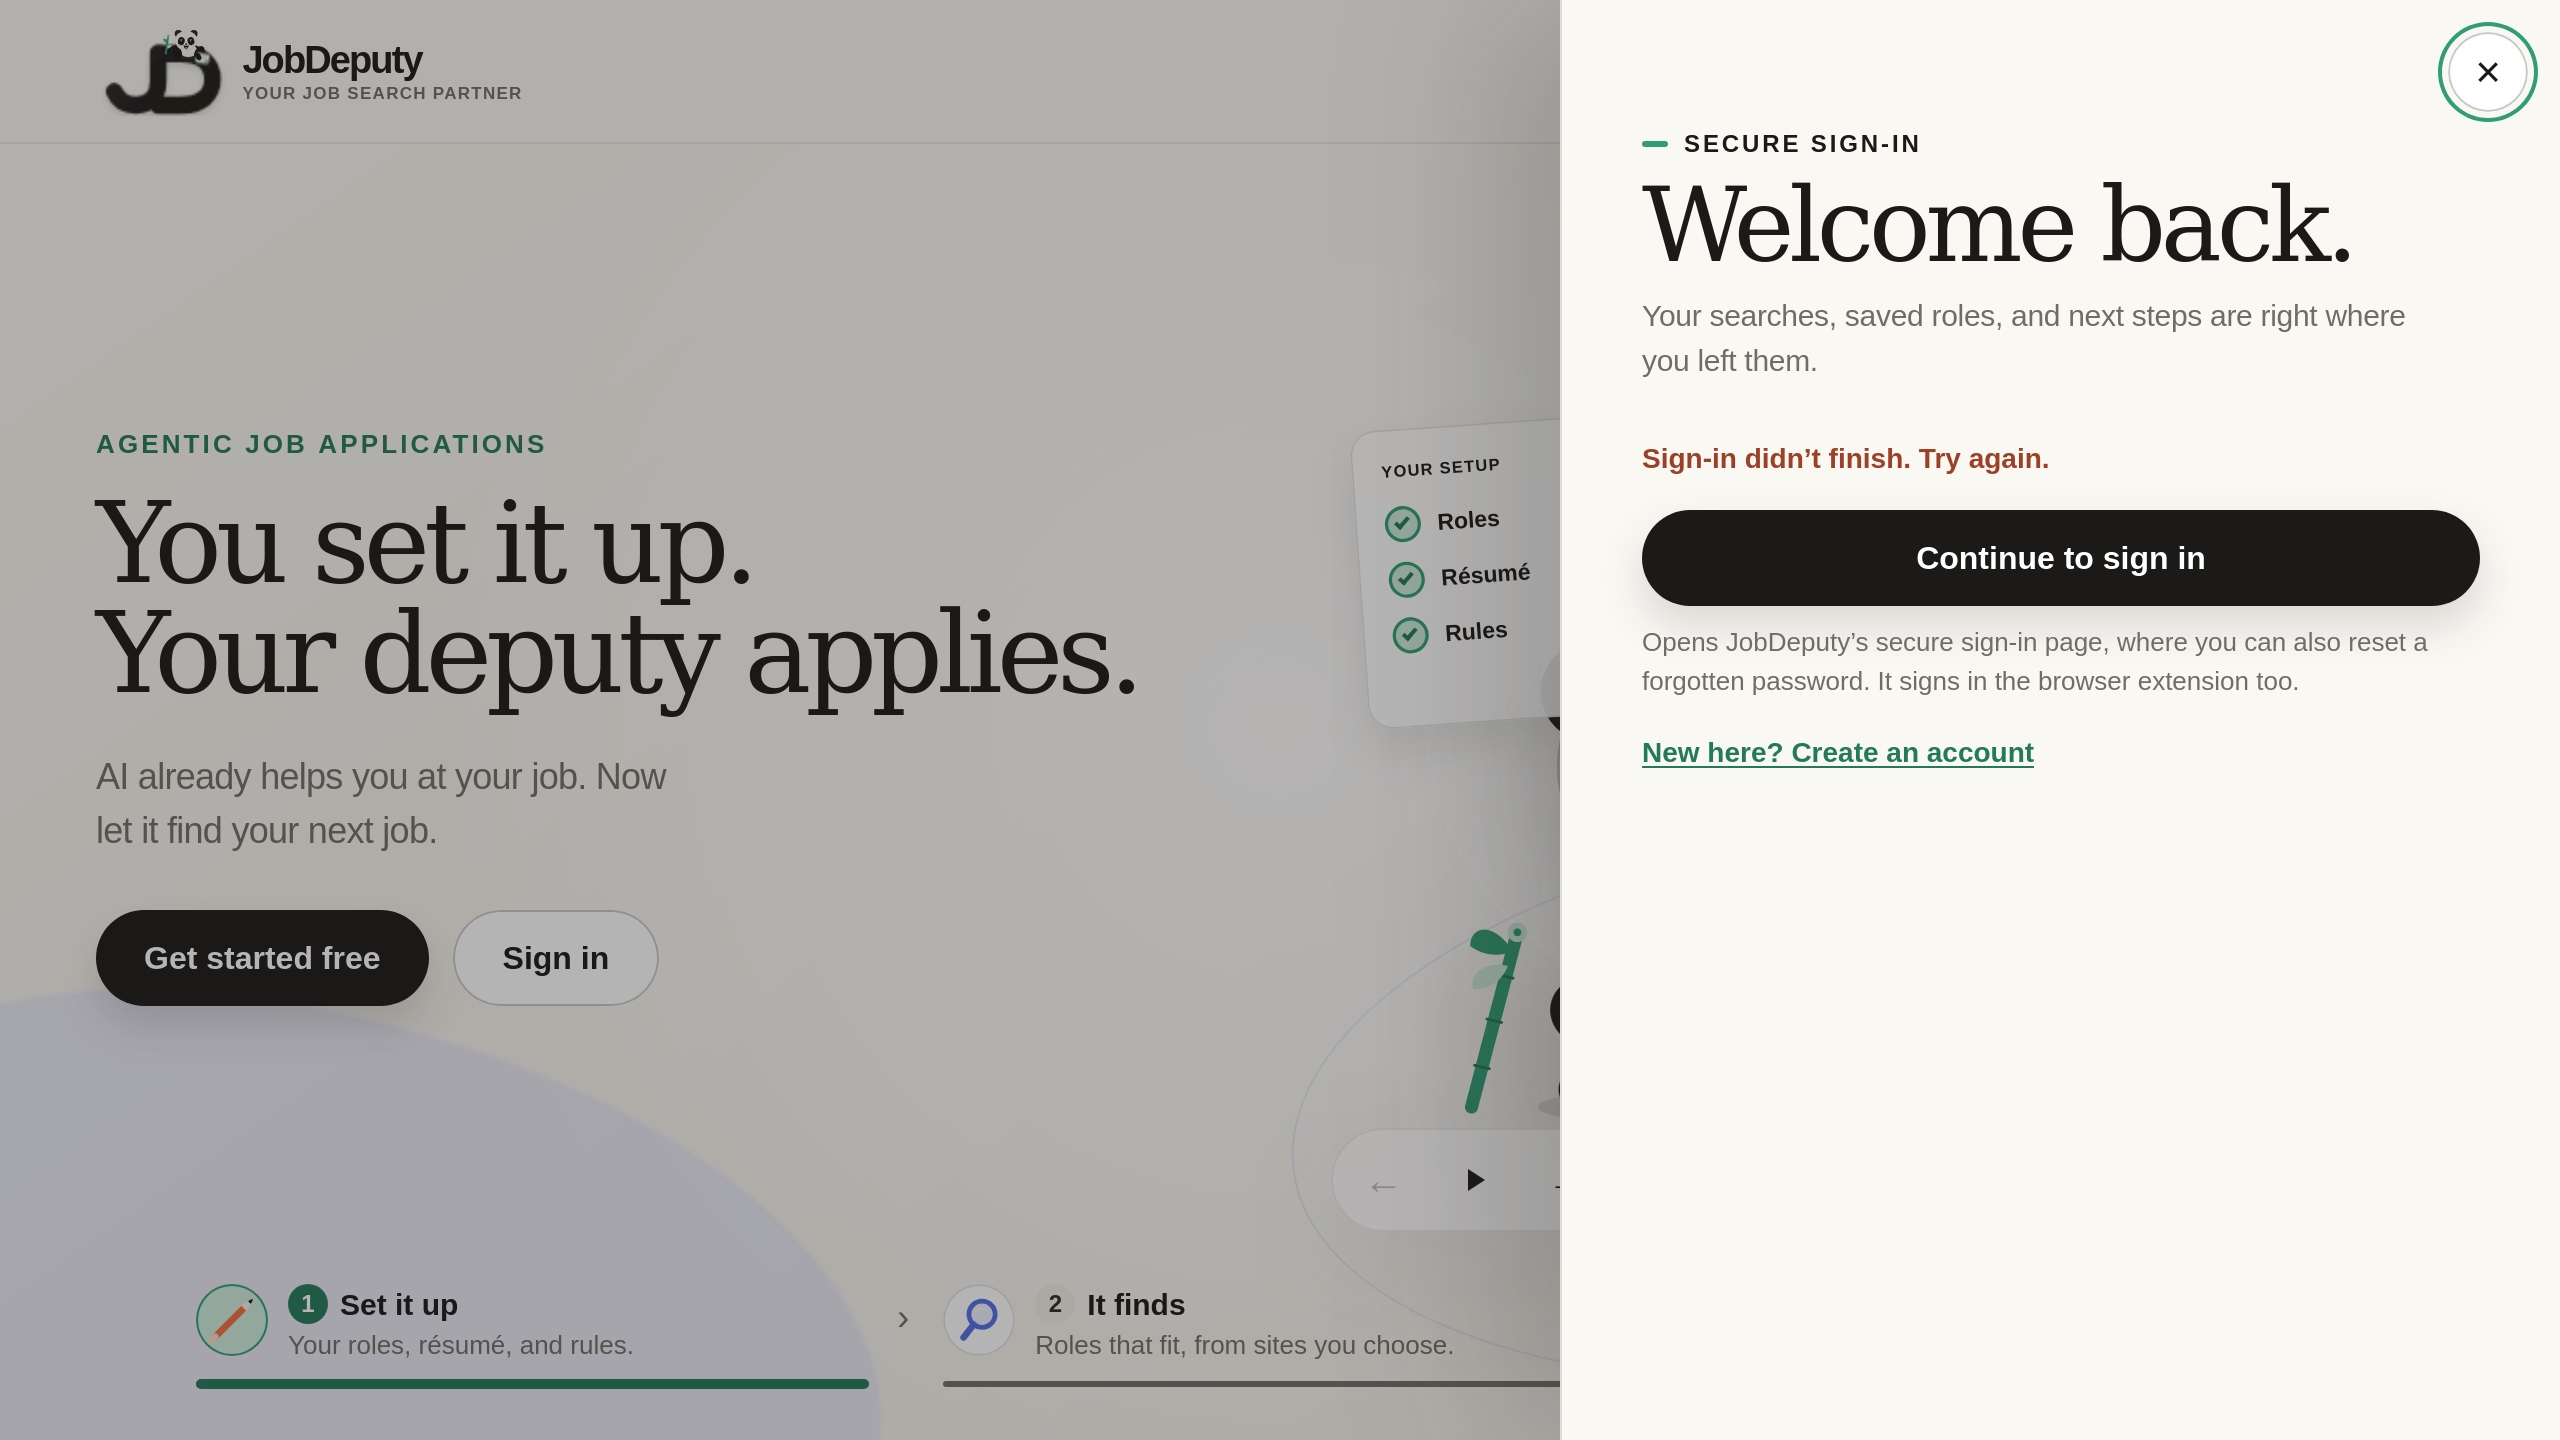 JobDeputy
YOUR JOB SEARCH PARTNER
AGENTIC JOB APPLICATIONS
You set it up.
Your deputy applies.
AI already helps you at your job. Now
let it find your next job.
Get started free
Sign in
YOUR SETUP
Roles
Résumé
Rules
1 Set it up
Your roles, résumé, and rules.
2 It finds
Roles that fit, from sites you choose.
SECURE SIGN-IN
Welcome back.
Your searches, saved roles, and next steps are right where
you left them.
Sign-in didn’t finish. Try again.
Continue to sign in
Opens JobDeputy’s secure sign-in page, where you can also reset a
forgotten password. It signs in the browser extension too.
New here? Create an account